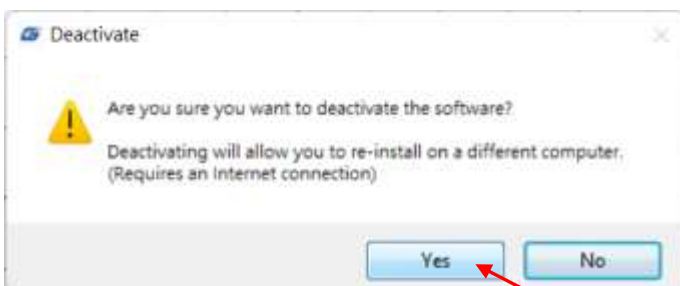 Deactivate
Are you sure you want to deactivate the software?
Deactivating will allow you to re-install on a different computer.
(Requires an Internet connection)
Yes
No